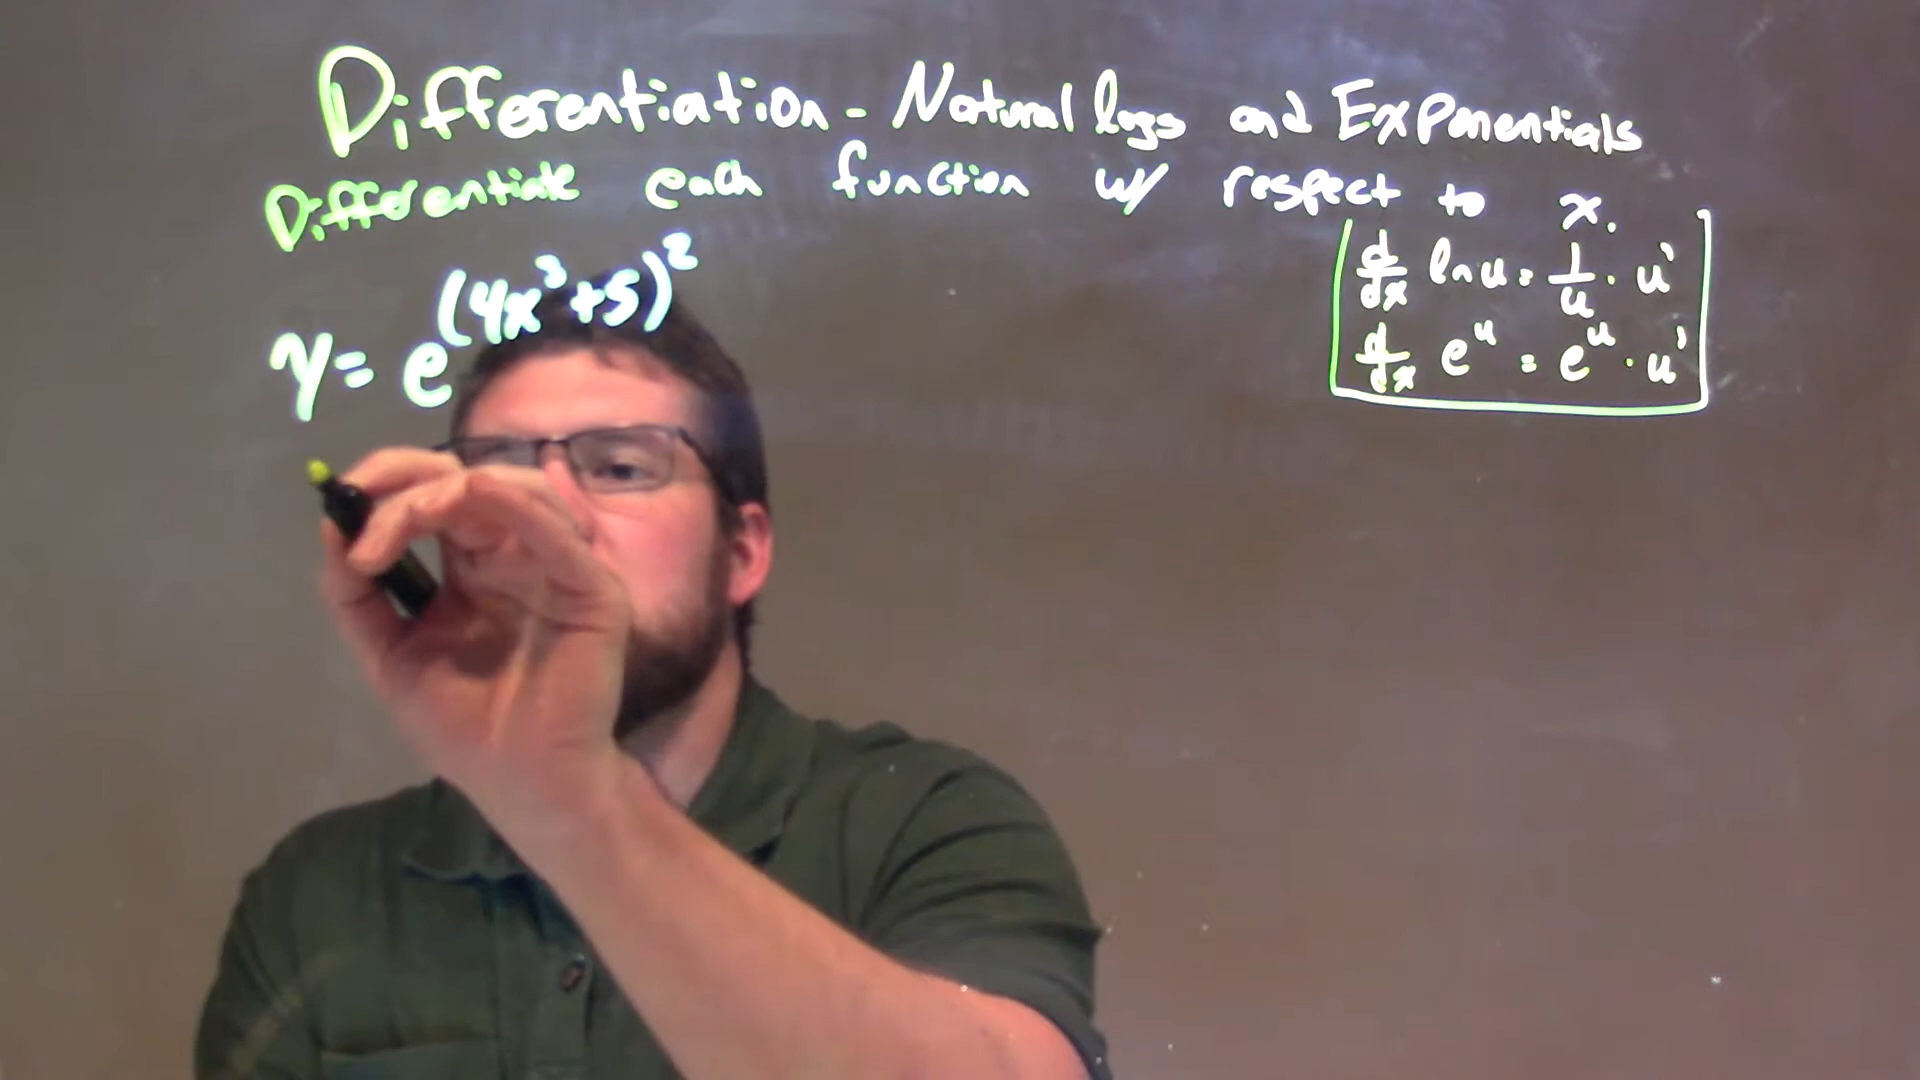 Differentiation - Natural logs and Exponentials
Differentiate each function w/ respect to x.
y = e^(4x^3+5)^2
d/dx ln u = 1/u · u'
d/dx e^u = e^u · u'